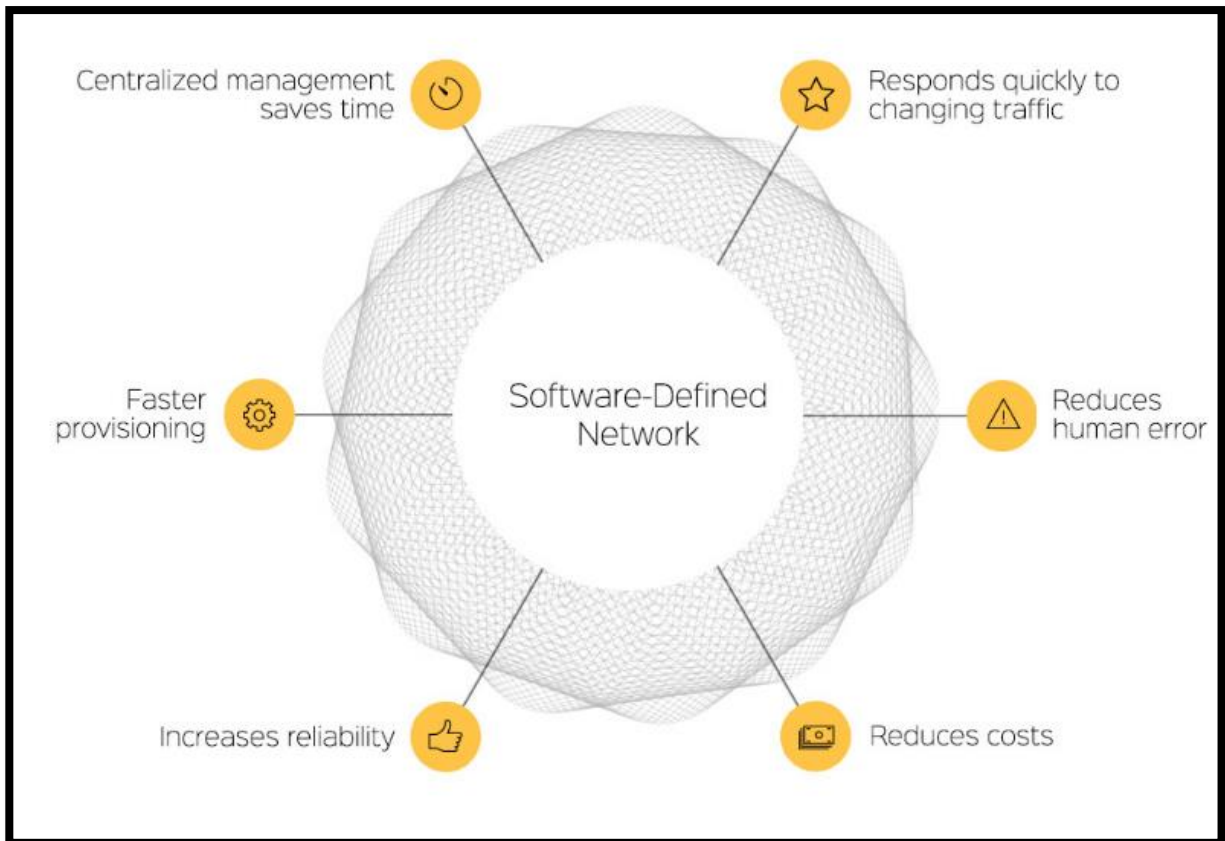 Centralized management
saves time
Responds quickly to
changing traffic
Faster
provisioning
Software-Defined
Network
Reduces
human error
Increases reliability
Reduces costs